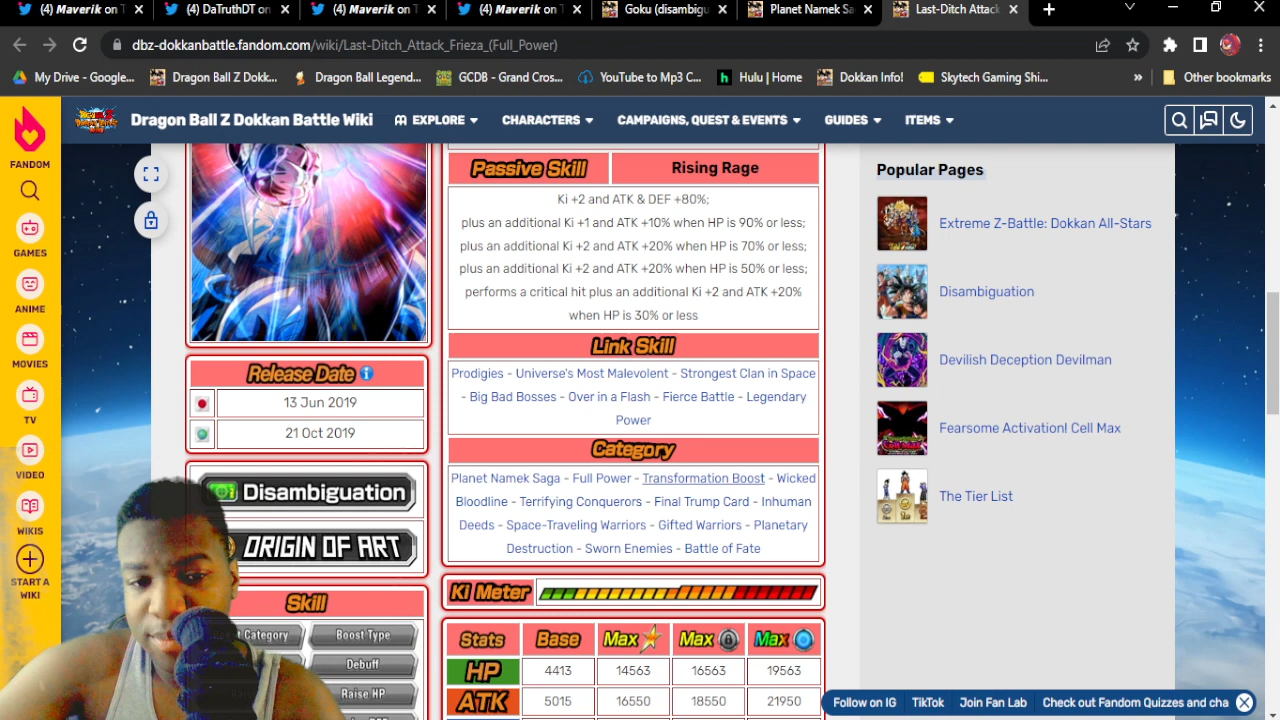 (4) Maverik on T
DaTruthDT on
(4) Maverik on T
(4) Maverik on T
Goku (disambigu
Planet Namek Sa
Last-Ditch Attack
dbz-dokkanbattle.fandom.com/wiki/Last-Ditch_Attack_Frieza_(Full_Power)
My Drive - Google...
Dragon Ball Z Dokk...
Dragon Ball Legend...
GCDB - Grand Cros...
YouTube to Mp3 C...
Hulu | Home
Dokkan Info!
Skytech Gaming Shi...
»
Other bookmarks
FANDOM
GAMES
ANIME
MOVIES
TV
VIDEO
WIKIS
START A
WIKI
Dragon Ball Z Dokkan Battle Wiki
EXPLORE
CHARACTERS
CAMPAIGNS, QUEST & EVENTS
GUIDES
ITEMS
Release Date
13 Jun 2019
21 Oct 2019
Disambiguation
ORIGIN OF ART
Skill
Category
Boost Type
Debuff
Raise HP
Passive Skill
Rising Rage
Ki +2 and ATK & DEF +80%;
plus an additional Ki +1 and ATK +10% when HP is 90% or less;
plus an additional Ki +2 and ATK +20% when HP is 70% or less;
plus an additional Ki +2 and ATK +20% when HP is 50% or less;
performs a critical hit plus an additional Ki +2 and ATK +20%
when HP is 30% or less
Link Skill
Prodigies - Universe's Most Malevolent - Strongest Clan in Space
- Big Bad Bosses - Over in a Flash - Fierce Battle - Legendary
Power
Category
Planet Namek Saga - Full Power - Transformation Boost - Wicked
Bloodline - Terrifying Conquerors - Final Trump Card - Inhuman
Deeds - Space-Traveling Warriors - Gifted Warriors - Planetary
Destruction - Sworn Enemies - Battle of Fate
Ki Meter
Stats Base Max Max Max
HP 4413 14563 16563 19563
ATK 5015 16550 18550 21950
Popular Pages
Extreme Z-Battle: Dokkan All-Stars
Disambiguation
Devilish Deception Devilman
Fearsome Activation! Cell Max
The Tier List
Follow on IG
TikTok
Join Fan Lab
Check out Fandom Quizzes and cha